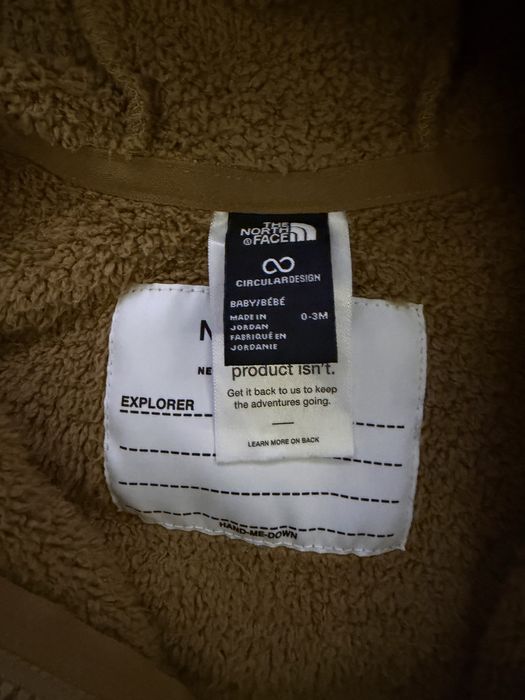 THE
NORTH
FACE
CIRCULARDESIGN
BABY/BÉBÉ
MADE IN
JORDAN
FABRIQUÉ EN
JORDANIE
0-3M
N
NE
product isn't.
Get it back to us to keep
the adventures going.
LEARN MORE ON BACK
EXPLORER
HAND-ME-DOWN